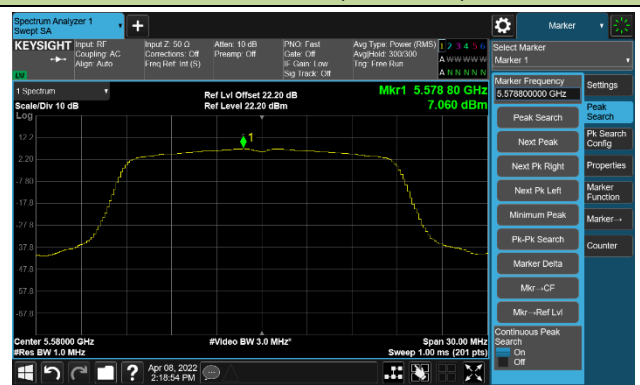 Spectrum Analyzer 1
Swept SA
KEYSIGHT
Input: RF
Coupling: AC
Align: Auto
Input Z: 50 Ω
Corrections: Off
Freq Ref: Int (S)
Atten: 10 dB
Preamp: Off
PNO: Fast
Gate: Off
IF Gain: Low
Sig Track: Off
Avg Type: Power (RMS)
Avg|Hold: 300/300
Trig: Free Run
1 2 3 4 5 6
A W W W W W
A N N N N N
LV
1 Spectrum
Scale/Div 10 dB
Log
Ref Lvl Offset 22.20 dB
Ref Level 22.20 dBm
Mkr1 5.578 80 GHz
7.060 dBm
1
12.2
2.20
-7.80
-17.8
-27.8
-37.8
-47.8
-57.8
-67.8
Center 5.58000 GHz
#Res BW 1.0 MHz
#Video BW 3.0 MHz*
Span 30.00 MHz
Sweep 1.00 ms (201 pts)
Apr 08, 2022
2:18:54 PM
Marker
Select Marker
Marker 1
Marker Frequency
5.578800000 GHz
Peak Search
Next Peak
Next Pk Right
Next Pk Left
Minimum Peak
Pk-Pk Search
Marker Delta
Mkr→CF
Mkr→Ref Lvl
Continuous Peak
Search
On
Off
Settings
Peak
Search
Pk Search
Config
Properties
Marker
Function
Marker→
Counter